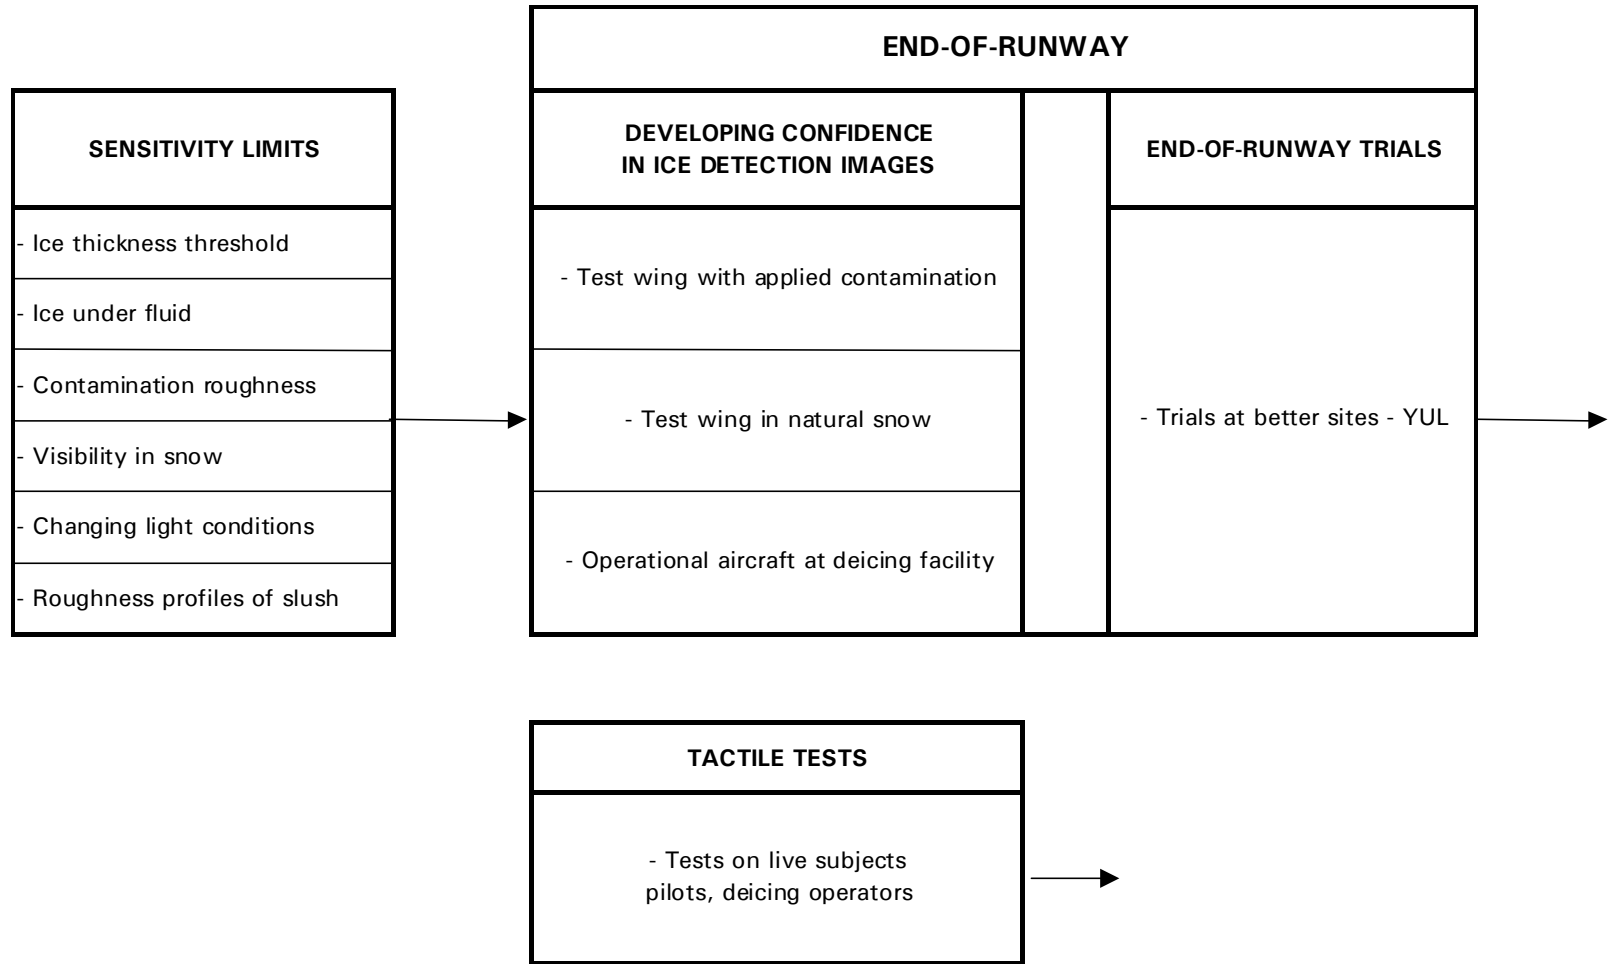 END-OF-RUNWAY
SENSITIVITY LIMITS
- Ice thickness threshold
- Ice under fluid
- Contamination roughness
- Visibility in snow
- Changing light conditions
- Roughness profiles of slush
DEVELOPING CONFIDENCE
IN ICE DETECTION IMAGES
- Test wing with applied contamination
- Test wing in natural snow
- Operational aircraft at deicing facility
END-OF-RUNWAY TRIALS
- Trials at better sites - YUL
TACTILE TESTS
- Tests on live subjects
pilots, deicing operators